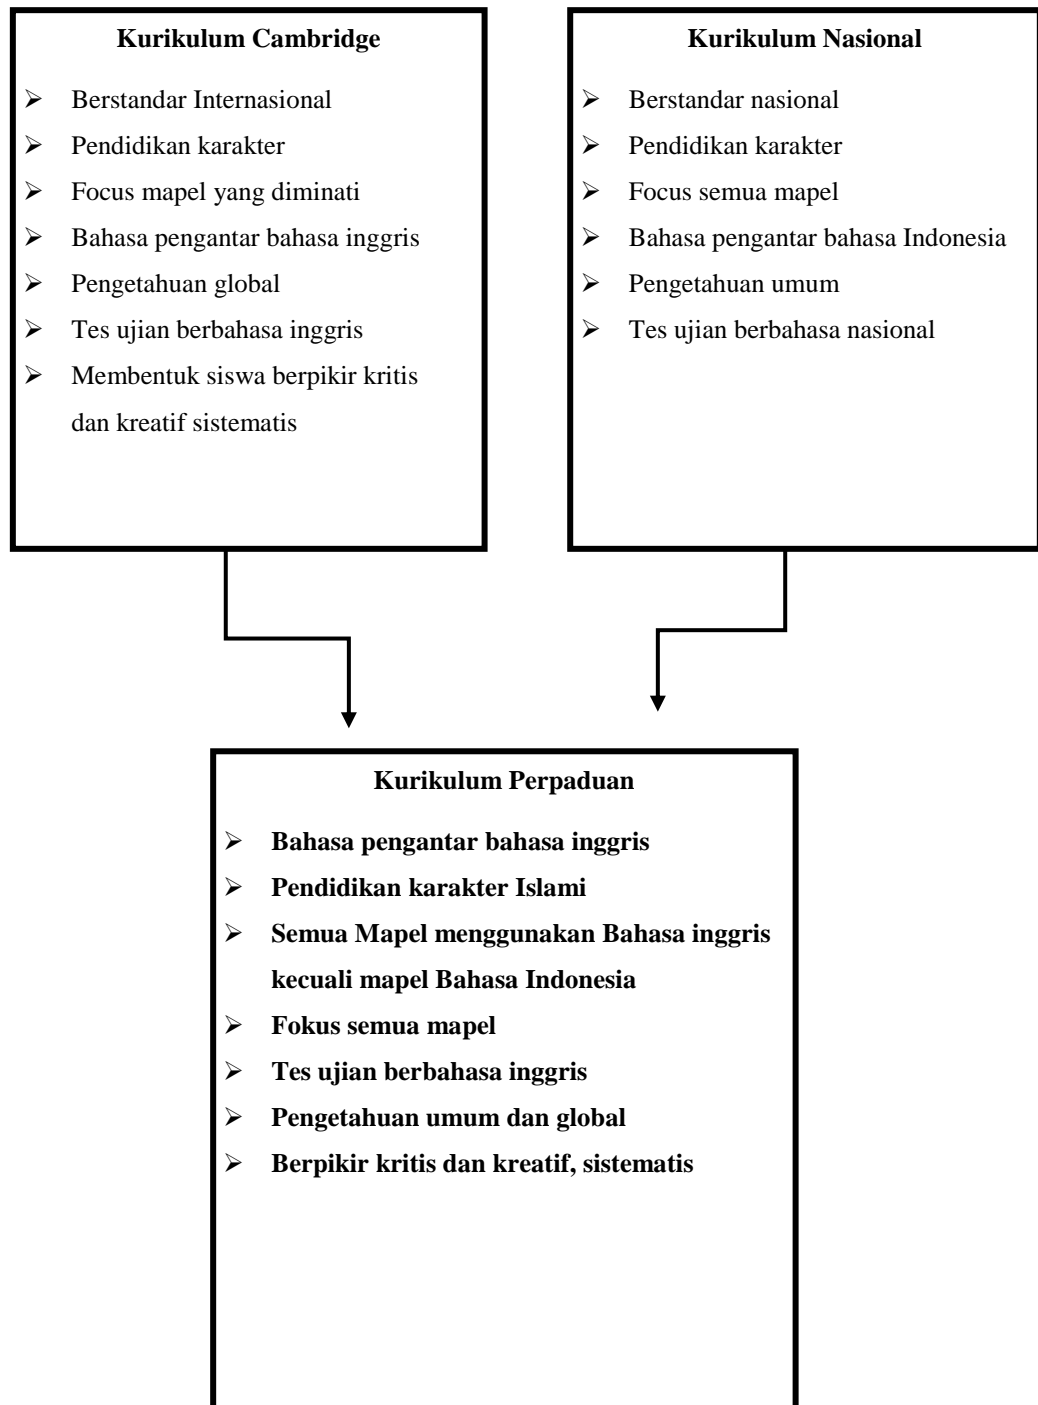 Kurikulum Cambridge
➢ Berstandar Internasional
➢ Pendidikan karakter
➢ Focus mapel yang diminati
➢ Bahasa pengantar bahasa inggris
➢ Pengetahuan global
➢ Tes ujian berbahasa inggris
➢ Membentuk siswa berpikir kritis
dan kreatif sistematis
Kurikulum Nasional
➢ Berstandar nasional
➢ Pendidikan karakter
➢ Focus semua mapel
➢ Bahasa pengantar bahasa Indonesia
➢ Pengetahuan umum
➢ Tes ujian berbahasa nasional
Kurikulum Perpaduan
➢ Bahasa pengantar bahasa inggris
➢ Pendidikan karakter Islami
➢ Semua Mapel menggunakan Bahasa inggris
kecuali mapel Bahasa Indonesia
➢ Fokus semua mapel
➢ Tes ujian berbahasa inggris
➢ Pengetahuan umum dan global
➢ Berpikir kritis dan kreatif, sistematis